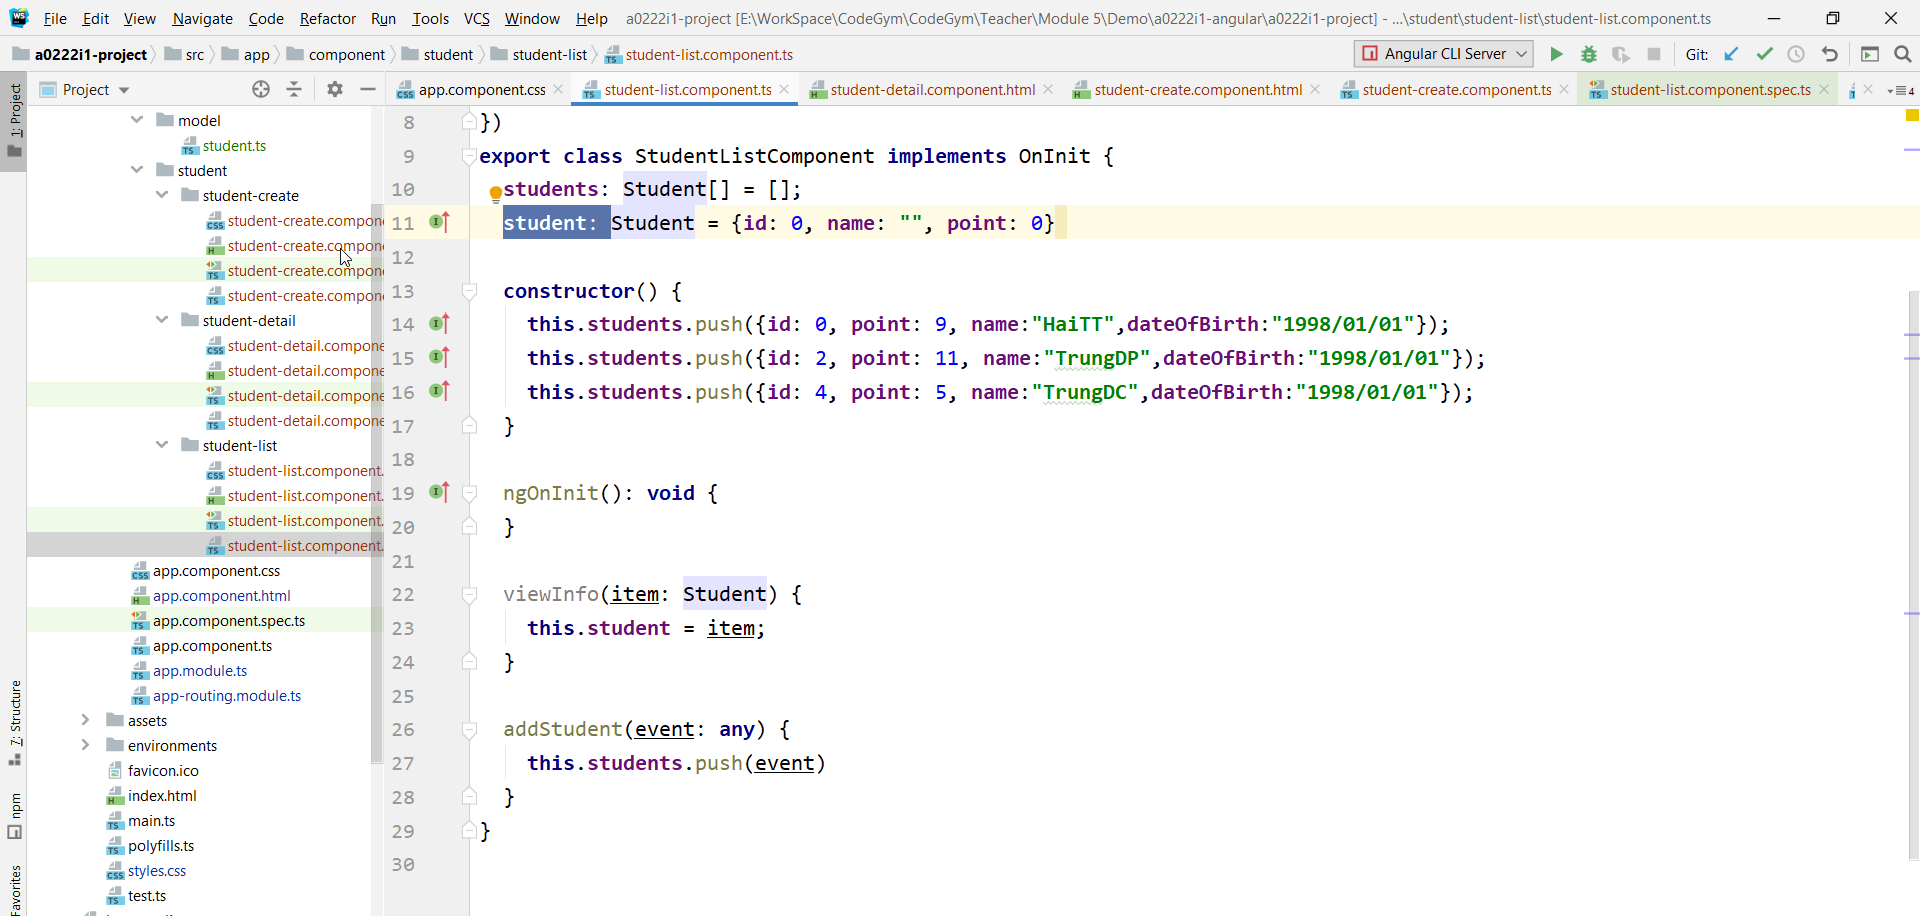 File Edit View Navigate Code Refactor Run Tools VCS Window Help a0222i1-project [E:\WorkSpace\CodeGym\CodeGym\Teacher\Module 5\Demo\a0222i1-angular\a0222i1-project] - ...\student\student-list\student-list.component.ts
a0222i1-project src app component student student-list student-list.component.ts Angular CLI Server Git:
Project app.component.css student-list.component.ts student-detail.component.html student-create.component.html student-create.component.ts student-list.component.spec.ts 4
1: Project
7: Structure
npm
Favorites
model
student.ts
student
student-create
student-create.compon
student-create.compon
student-create.compon
student-create.compon
student-detail
student-detail.compone
student-detail.compone
student-detail.compone
student-detail.compone
student-list
student-list.component.
student-list.component.
student-list.component.
student-list.component.
app.component.css
app.component.html
app.component.spec.ts
app.component.ts
app.module.ts
app-routing.module.ts
assets
environments
favicon.ico
index.html
main.ts
polyfills.ts
styles.css
test.ts
8 })
9 export class StudentListComponent implements OnInit {
10 students: Student[] = [];
11 student: Student = {id: 0, name: "", point: 0}
12
13 constructor() {
14 this.students.push({id: 0, point: 9, name:"HaiTT",dateOfBirth:"1998/01/01"});
15 this.students.push({id: 2, point: 11, name:"TrungDP",dateOfBirth:"1998/01/01"});
16 this.students.push({id: 4, point: 5, name:"TrungDC",dateOfBirth:"1998/01/01"});
17 }
18
19 ngOnInit(): void {
20 }
21
22 viewInfo(item: Student) {
23 this.student = item;
24 }
25
26 addStudent(event: any) {
27 this.students.push(event)
28 }
29 }
30